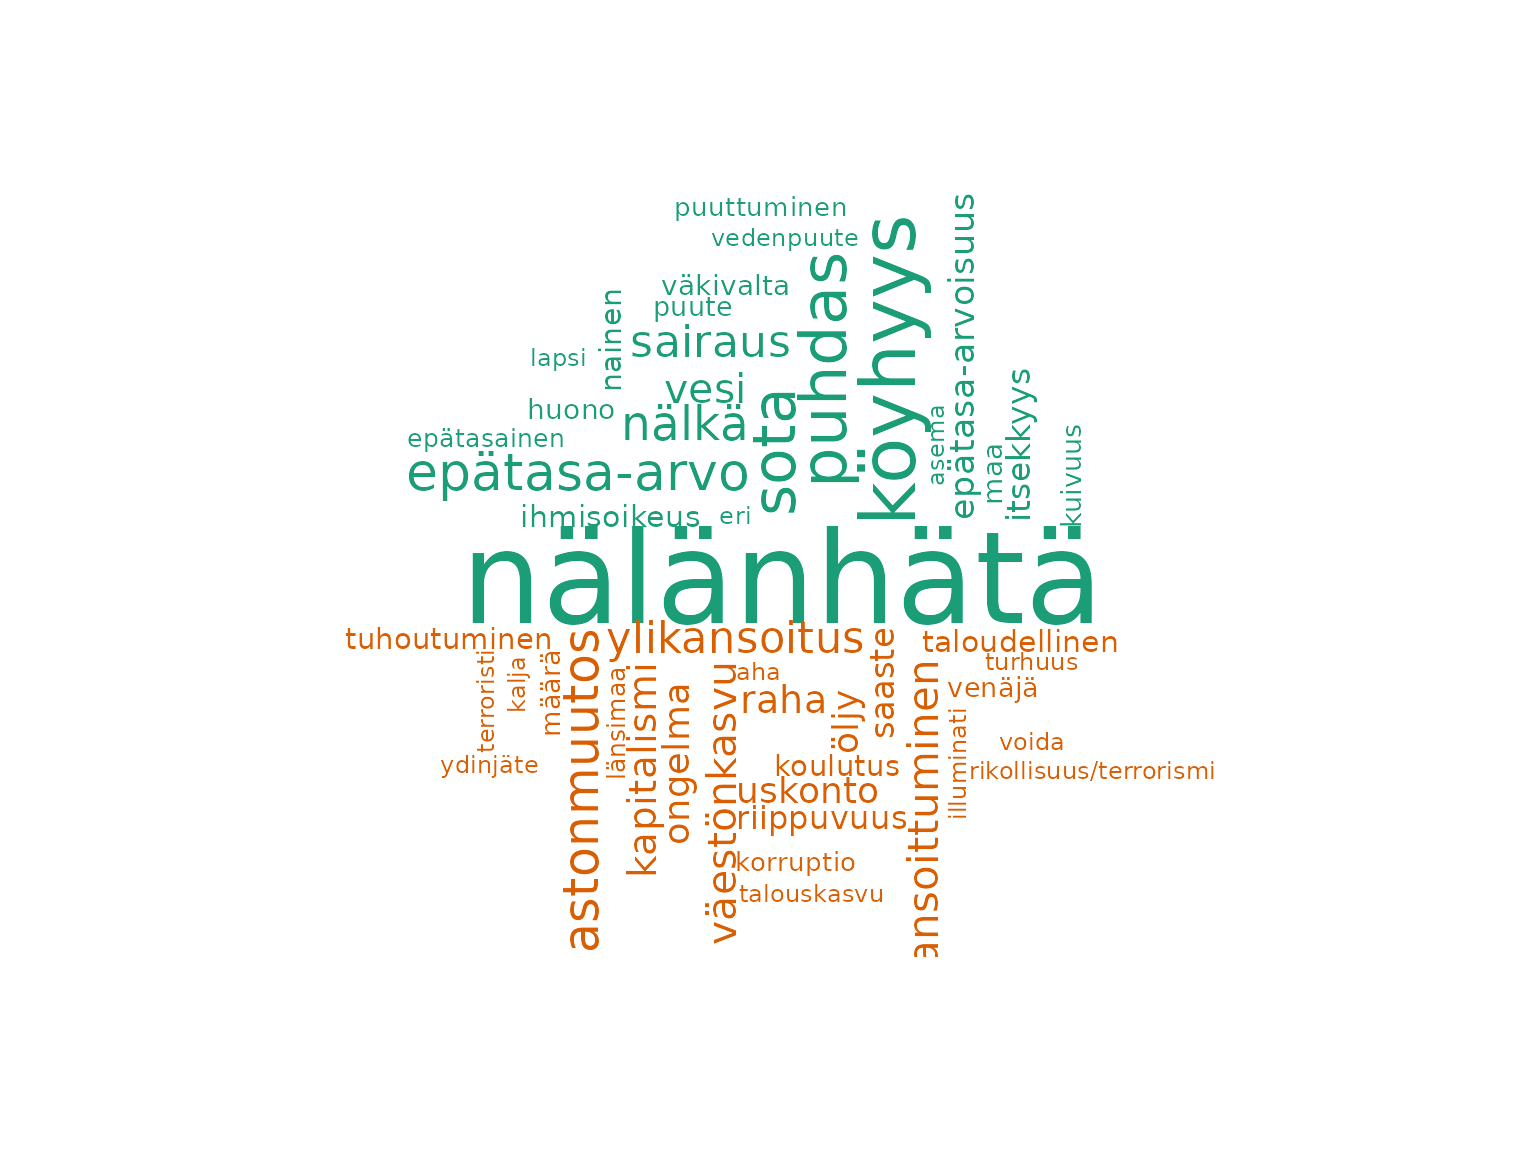 puuttuminen
vedenpuute
väkivalta
puute
sairaus
nainen
lapsi
vesi
huono
nälkä
epätasainen
epätasa-arvo
ihmisoikeus
eri
sota
puhdas
köyhyys
asema
epätasa-arvoisuus
maa
itsekkyys
kuivuus
nälänhätä
tuhoutuminen
ylikansoitus
taloudellinen
turhuus
terroristi
kalja
määrä
astonmuutos
länsimaa
kapitalismi
ongelma
väestönkasvu
aha
raha
öljy
saaste
ansoittuminen
venäjä
illuminati
voida
ydinjäte
koulutus
rikollisuus/terrorismi
uskonto
riippuvuus
korruptio
talouskasvu